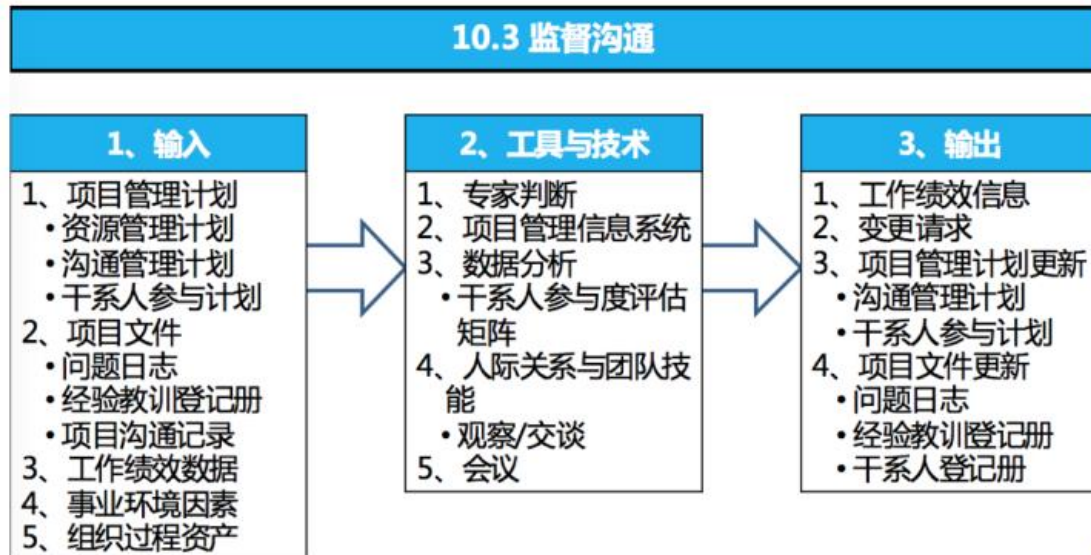 10.3 监督沟通
1、输入
1、项目管理计划
•资源管理计划
•沟通管理计划
•干系人参与计划
2、项目文件
•问题日志
•经验教训登记册
•项目沟通记录
3、工作绩效数据
4、事业环境因素
5、组织过程资产
2、工具与技术
1、专家判断
2、项目管理信息系统
3、数据分析
•干系人参与度评估
矩阵
4、人际关系与团队技
能
•观察/交谈
5、会议
3、输出
1、工作绩效信息
2、变更请求
3、项目管理计划更新
•沟通管理计划
•干系人参与计划
4、项目文件更新
•问题日志
•经验教训登记册
•干系人登记册